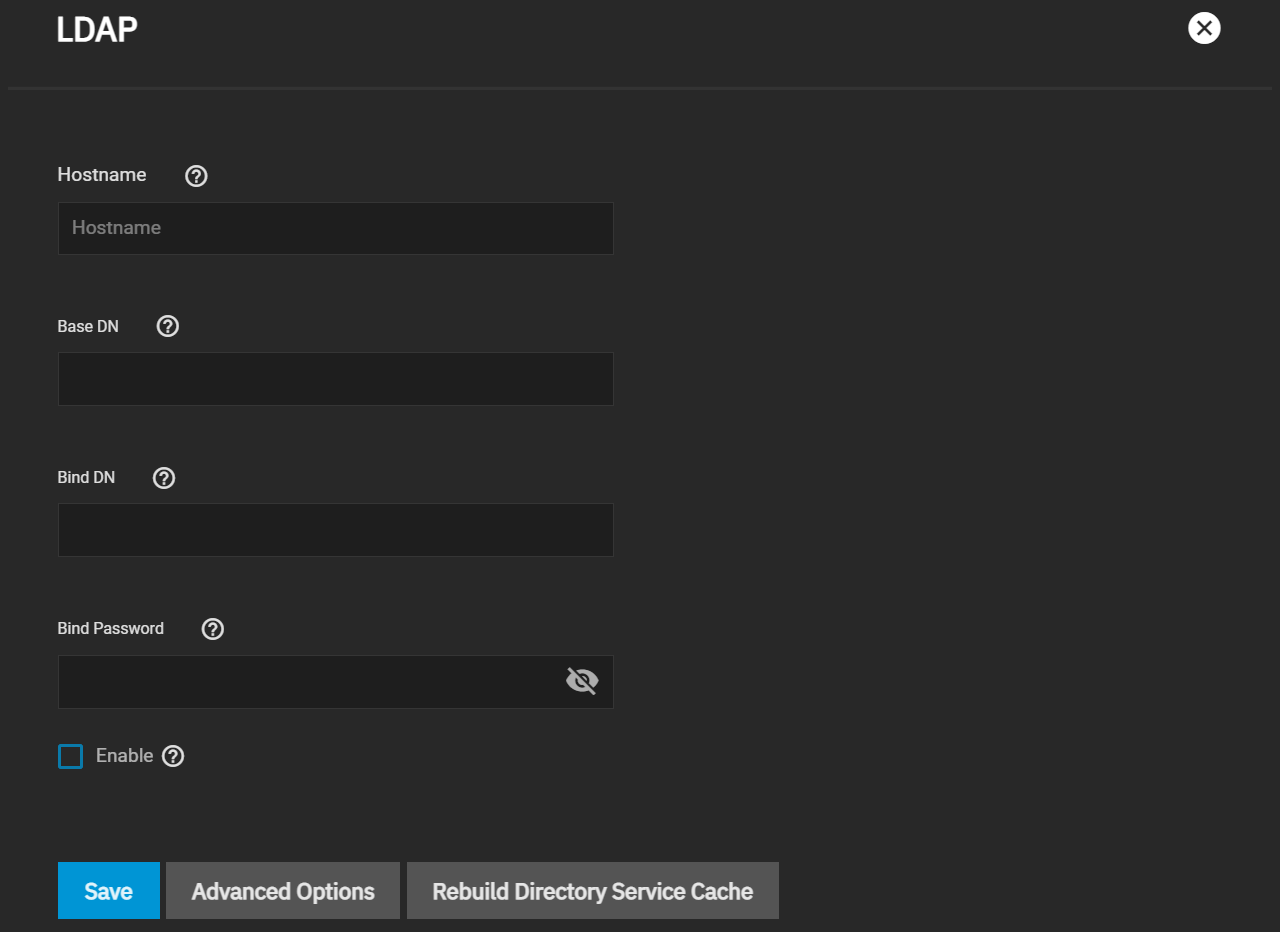 LDAP
Hostname
Hostname
Base DN
Bind DN
Bind Password
Enable
Save Advanced Options Rebuild Directory Service Cache